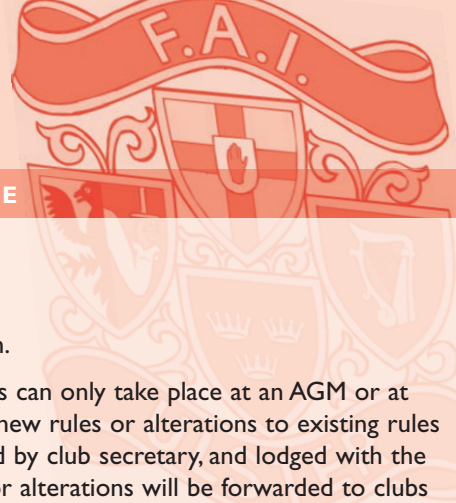 F.A.I.
E
n.
s can only take place at an AGM or at
new rules or alterations to existing rules
d by club secretary, and lodged with the
or alterations will be forwarded to clubs